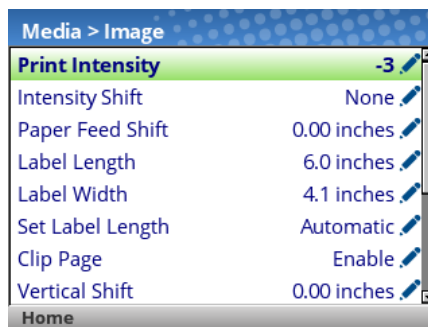 Media > Image
Print Intensity -3
Intensity Shift None
Paper Feed Shift 0.00 inches
Label Length 6.0 inches
Label Width 4.1 inches
Set Label Length Automatic
Clip Page Enable
Vertical Shift 0.00 inches
Home